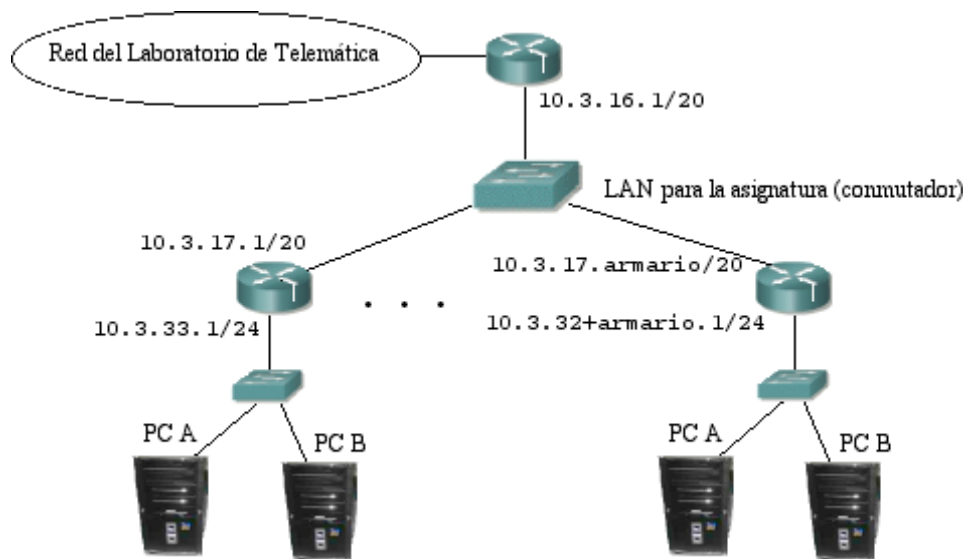 Red del Laboratorio de Telemática
10.3.16.1/20
LAN para la asignatura (conmutador)
10.3.17.1/20
10.3.17.armario/20
. . .
10.3.33.1/24
10.3.32+armario.1/24
PC A
PC B
PC A
PC B